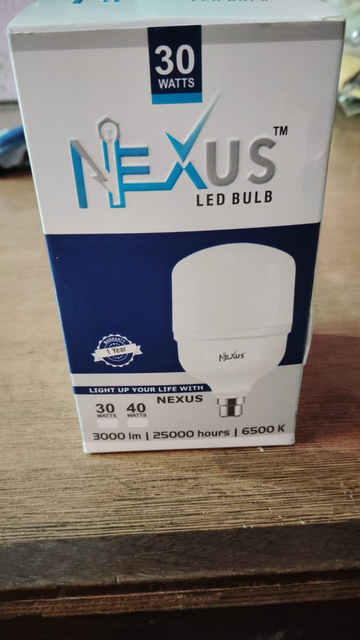 30
WATTS
NEXUS™
LED BULB
WARRANTY
1 Year
NEXUS
LIGHT UP YOUR LIFE WITH
NEXUS
30 40
WATTS WATTS
3000 lm | 25000 hours | 6500 K